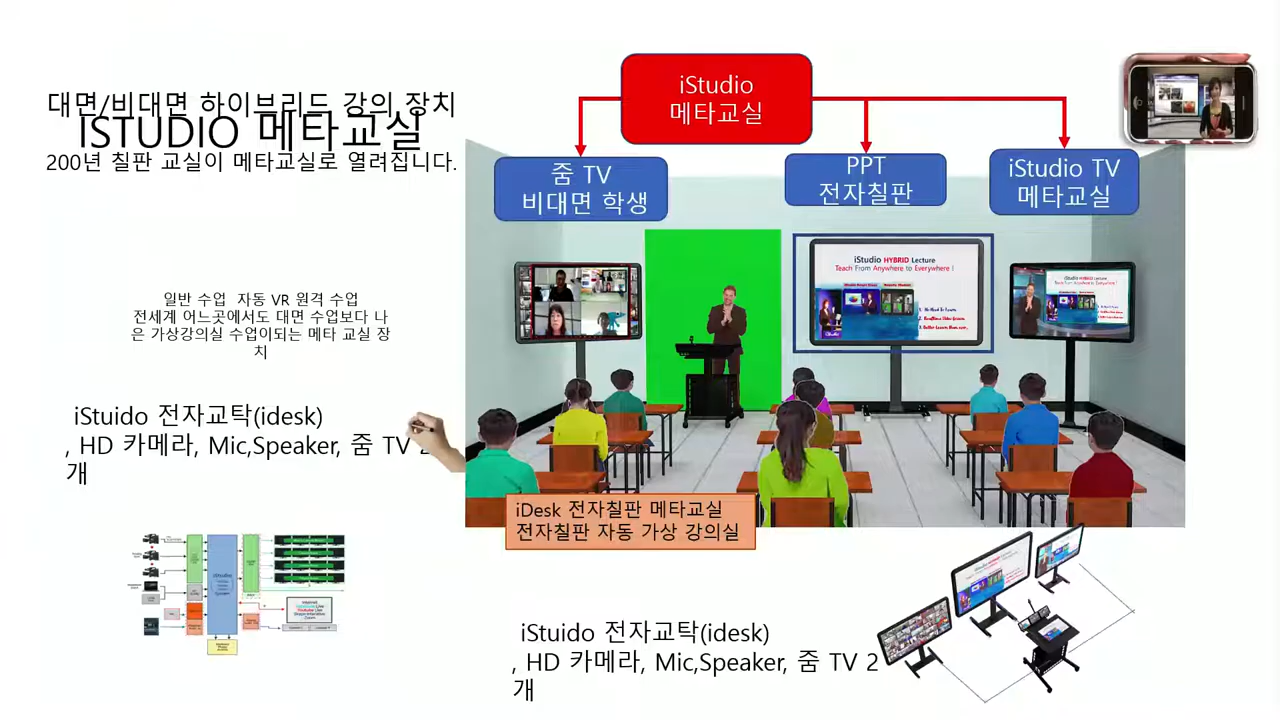 대면/비대면 하이브리드 강의 장치
iSTUDIO 메타교실
200년 칠판 교실이 메타교실로 열려집니다.
일반 수업 자동 VR 원격 수업
전세계 어느곳에서도 대면 수업보다 나
은 가상강의실 수업이되는 메타 교실 장
치
iStuido 전자교탁(idesk)
, HD 카메라, Mic,Speaker, 줌 TV 2
개
iStudio
메타교실
줌 TV
비대면 학생
PPT
전자칠판
iStudio TV
메타교실
iStudio HYBRID Lecture
Teach From Anywhere to Everywhere !
iStudio HYBRID Lecture
iDesk 전자칠판 메타교실
전자칠판 자동 가상 강의실
iStuido 전자교탁(idesk)
, HD 카메라, Mic,Speaker, 줌 TV 2
개